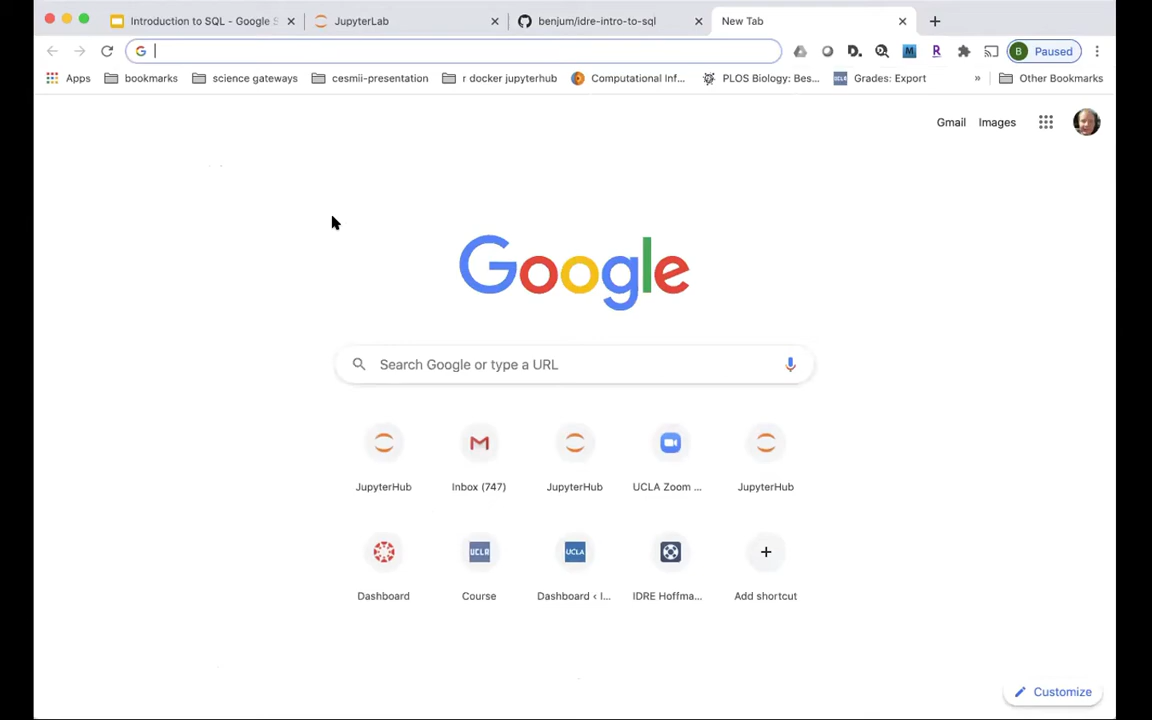 Introduction to SQL - Google S
JupyterLab
benjum/idre-intro-to-sql
New Tab
B Paused
Apps
bookmarks
science gateways
cesmii-presentation
r docker jupyterhub
Computational Inf...
PLOS Biology: Bes...
Grades: Export
»
Other Bookmarks
Gmail
Images
Google
Search Google or type a URL
JupyterHub
Inbox (747)
JupyterHub
UCLA Zoom ...
JupyterHub
UCLA
UCLA
Dashboard
Course
Dashboard ‹ I...
IDRE Hoffma...
Add shortcut
Customize